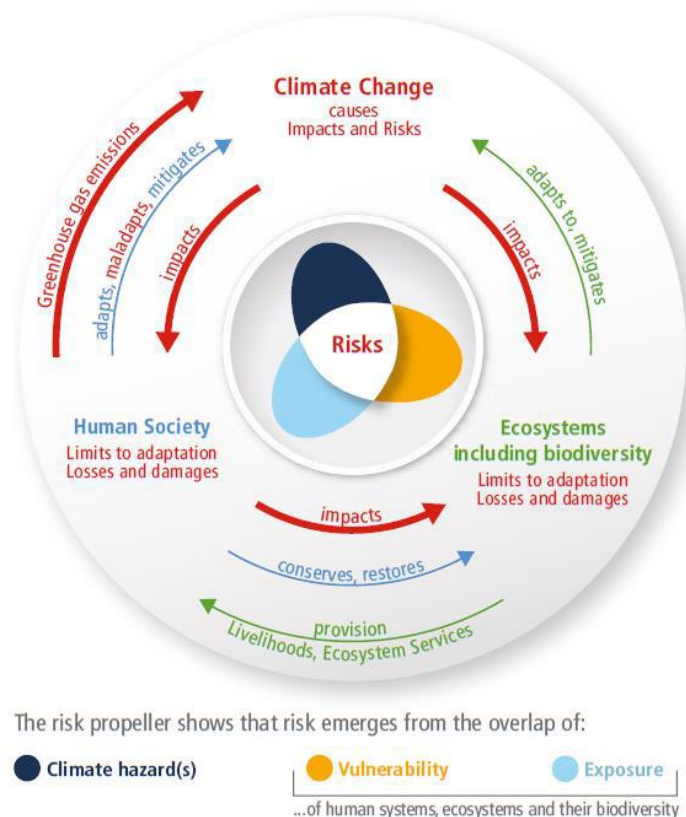 Climate Change
causes
Impacts and Risks
Greenhouse gas emissions
adapts, maladapts, mitigates
impacts
impacts
adapts to, mitigates
Risks
Human Society
Limits to adaptation
Losses and damages
Ecosystems
including biodiversity
Limits to adaptation
Losses and damages
impacts
conserves, restores
provision
Livelihoods, Ecosystem Services
The risk propeller shows that risk emerges from the overlap of:
Climate hazard(s) Vulnerability Exposure
...of human systems, ecosystems and their biodiversity